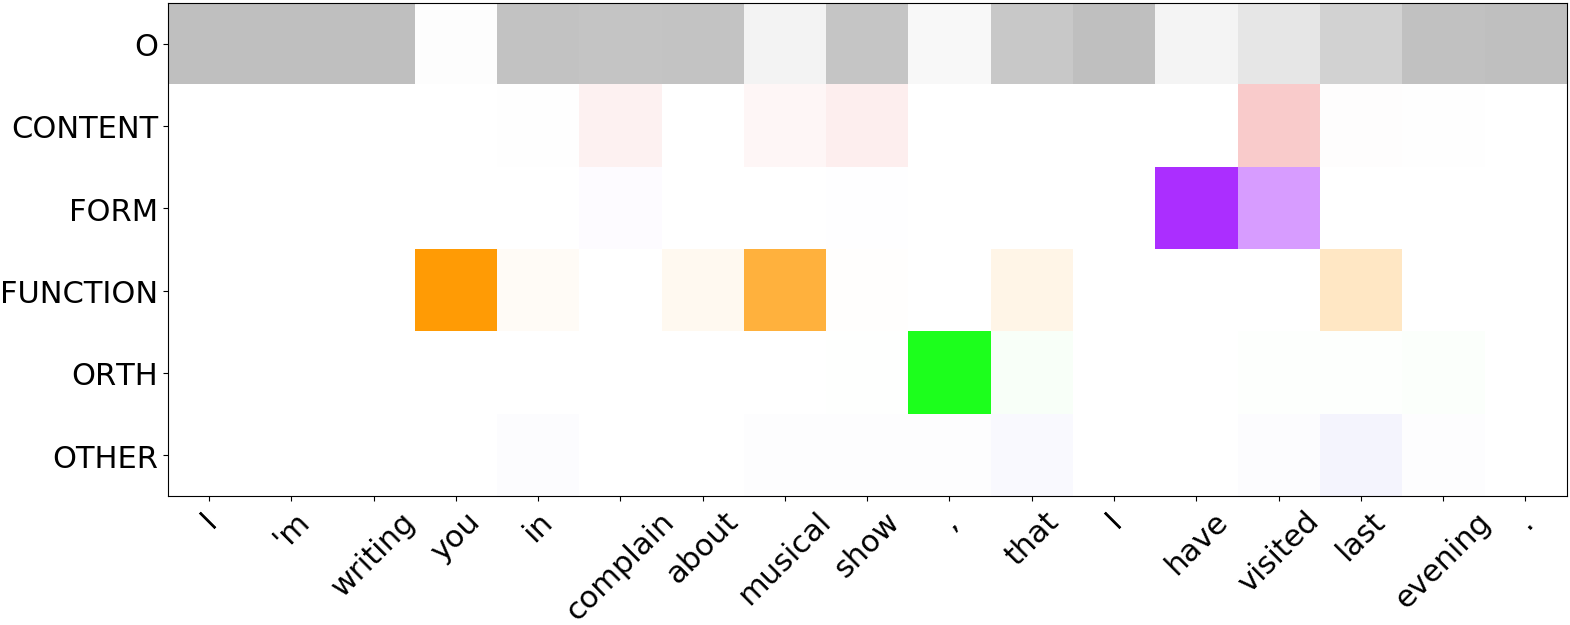 O
CONTENT
FORM
FUNCTION
ORTH
OTHER
I 'm writing you in complain about musical show , that I have visited last evening .